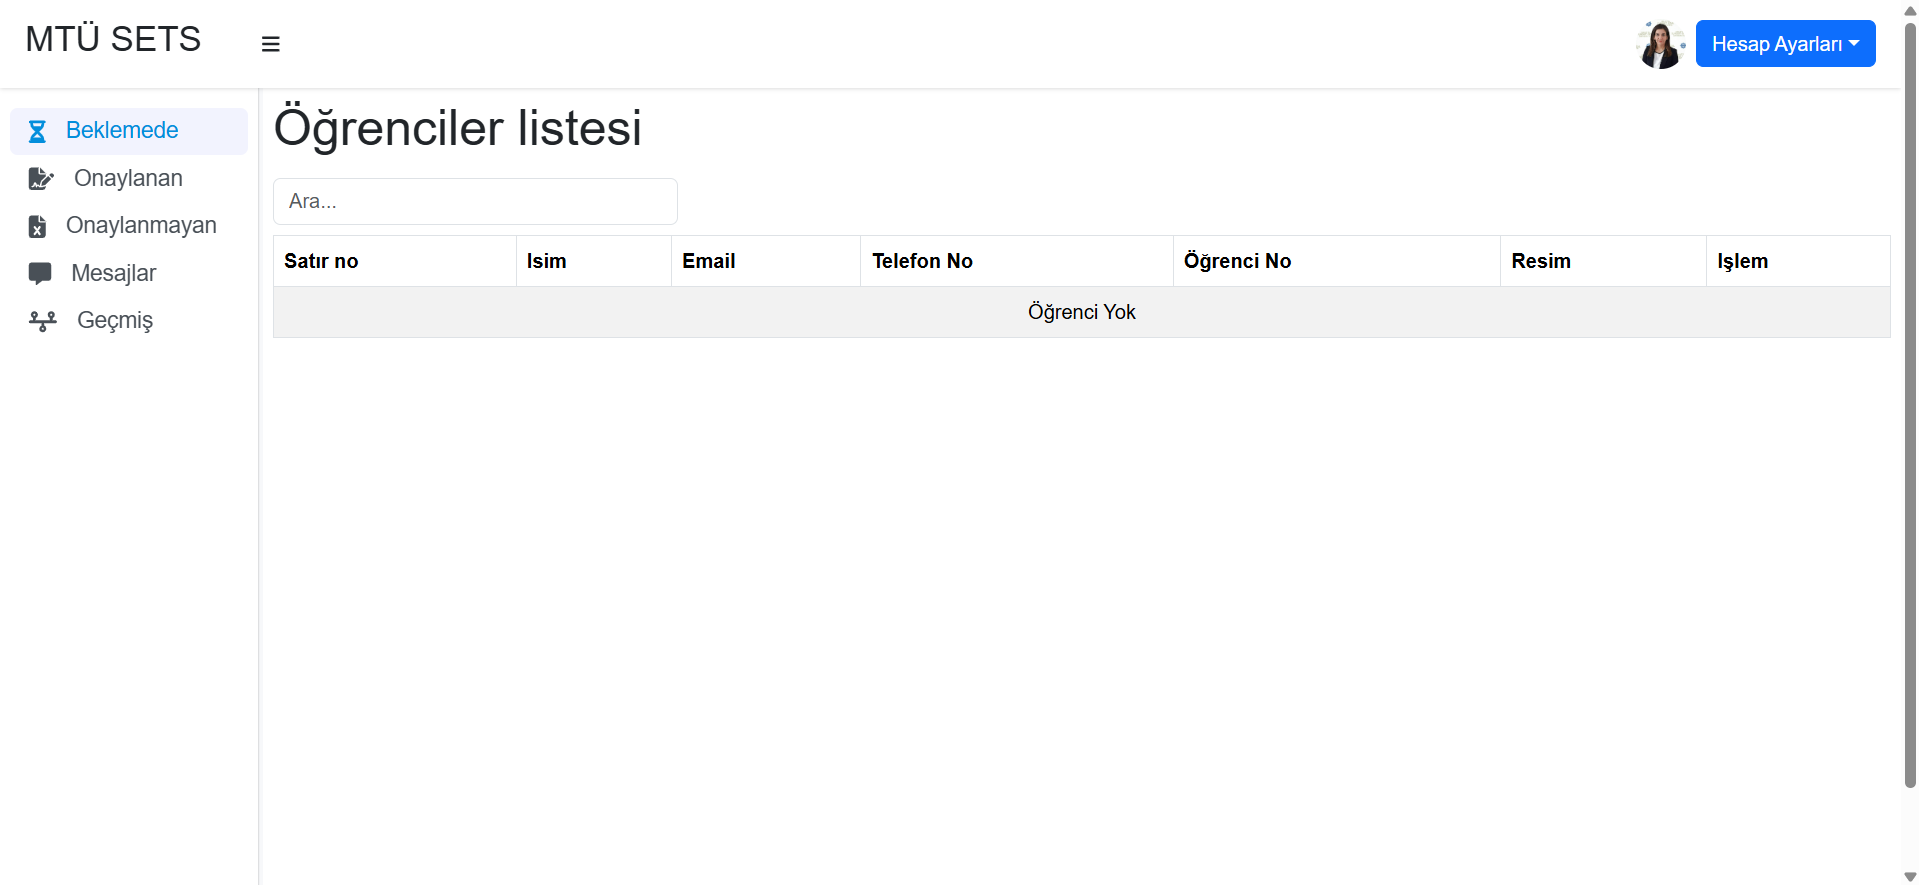 MTÜ SETS
Hesap Ayarları
Beklemede
Onaylanan
Onaylanmayan
Mesajlar
Geçmiş
Öğrenciler listesi
Ara...
Satır no Isim Email Telefon No Öğrenci No Resim Işlem
Öğrenci Yok